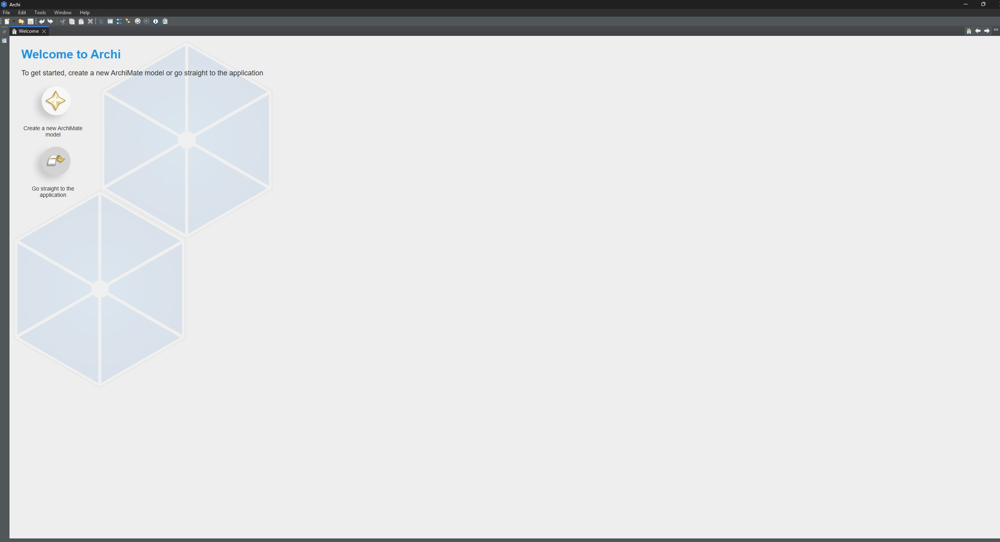 Archi
File Edit Tools Window Help
Welcome
Welcome to Archi
To get started, create a new ArchiMate model or go straight to the application
Create a new ArchiMate
model
Go straight to the
application